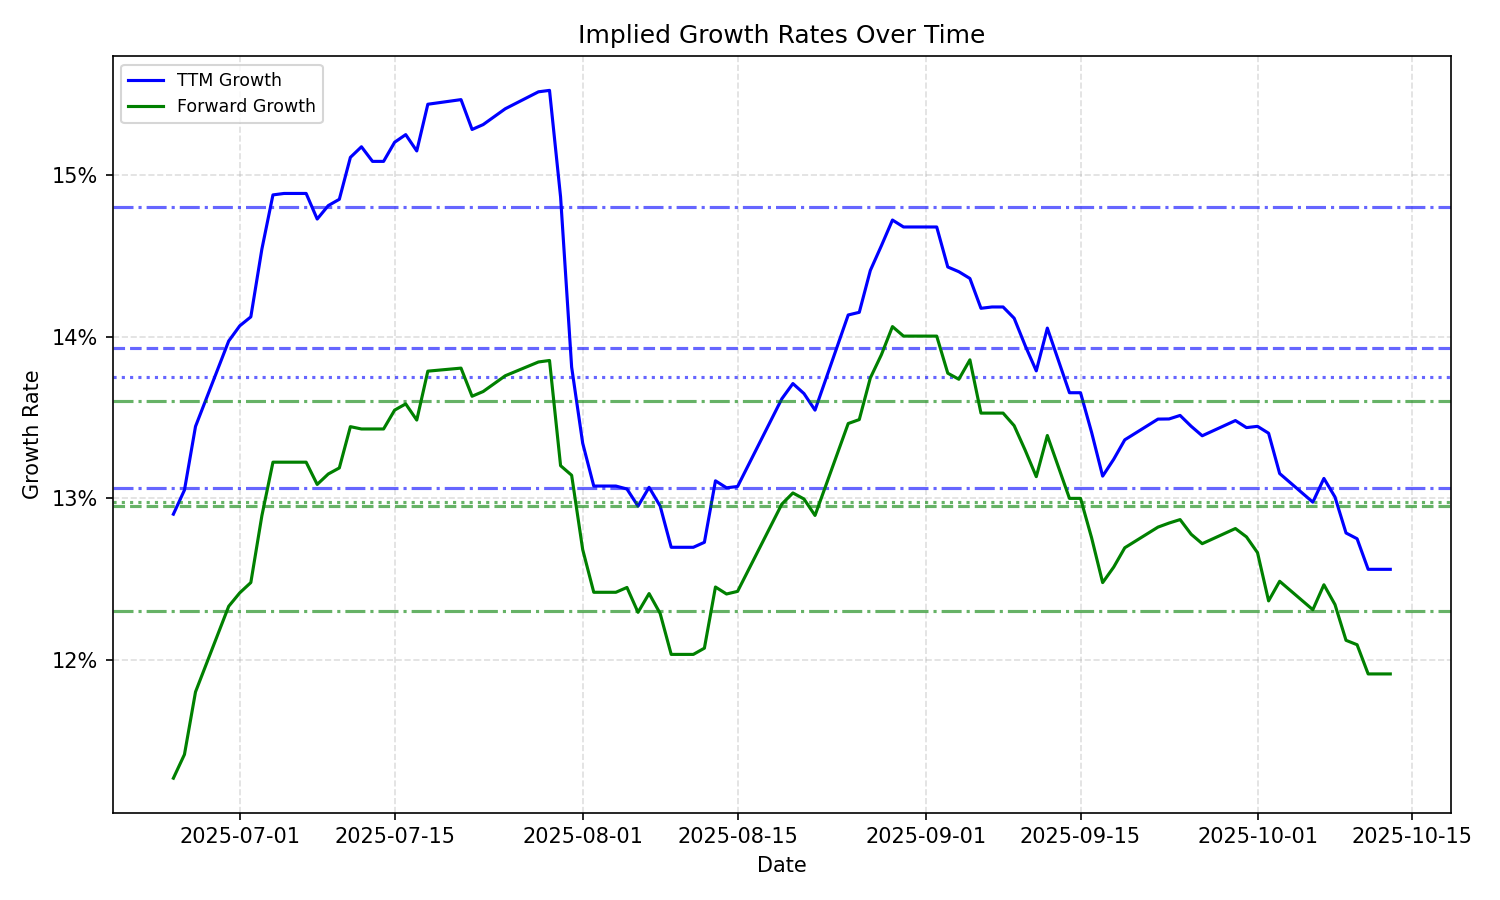 Implied Growth Rates Over Time
TTM Growth
Forward Growth
15%
14%
13%
12%
Growth Rate
2025-07-01
2025-07-15
2025-08-01
2025-08-15
2025-09-01
2025-09-15
2025-10-01
2025-10-15
Date